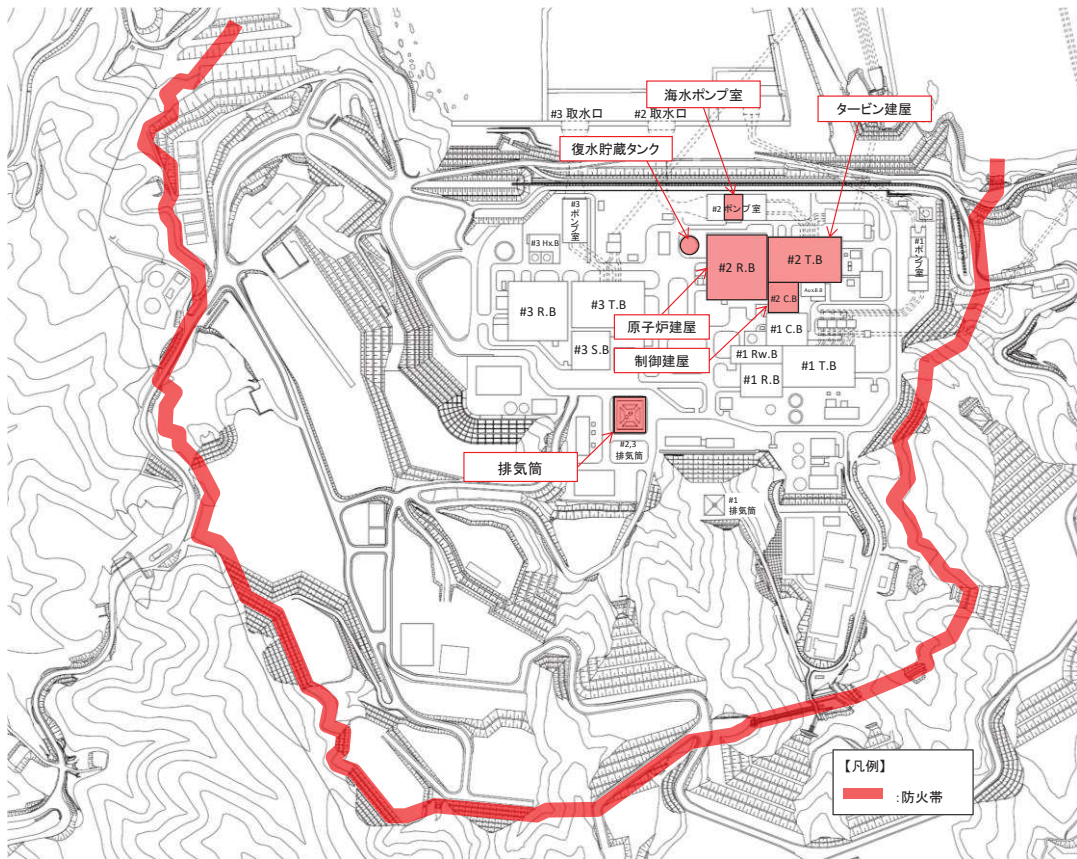 海水ポンプ室
タービン建屋
#3 取水口
#2 取水口
復水貯蔵タンク
#3
ポンプ室
#2 ポンプ室
#1
ポンプ室
#3 Hx.B
#2 R.B
#2 T.B
Aux.B.B
#2 C.B
#3 R.B
#3 T.B
原子炉建屋
#1 C.B
制御建屋
#3 S.B
#1 Rw.B
#1 T.B
#1 R.B
#2,3
排気筒
排気筒
#1
排気筒
【凡例】
:防火帯